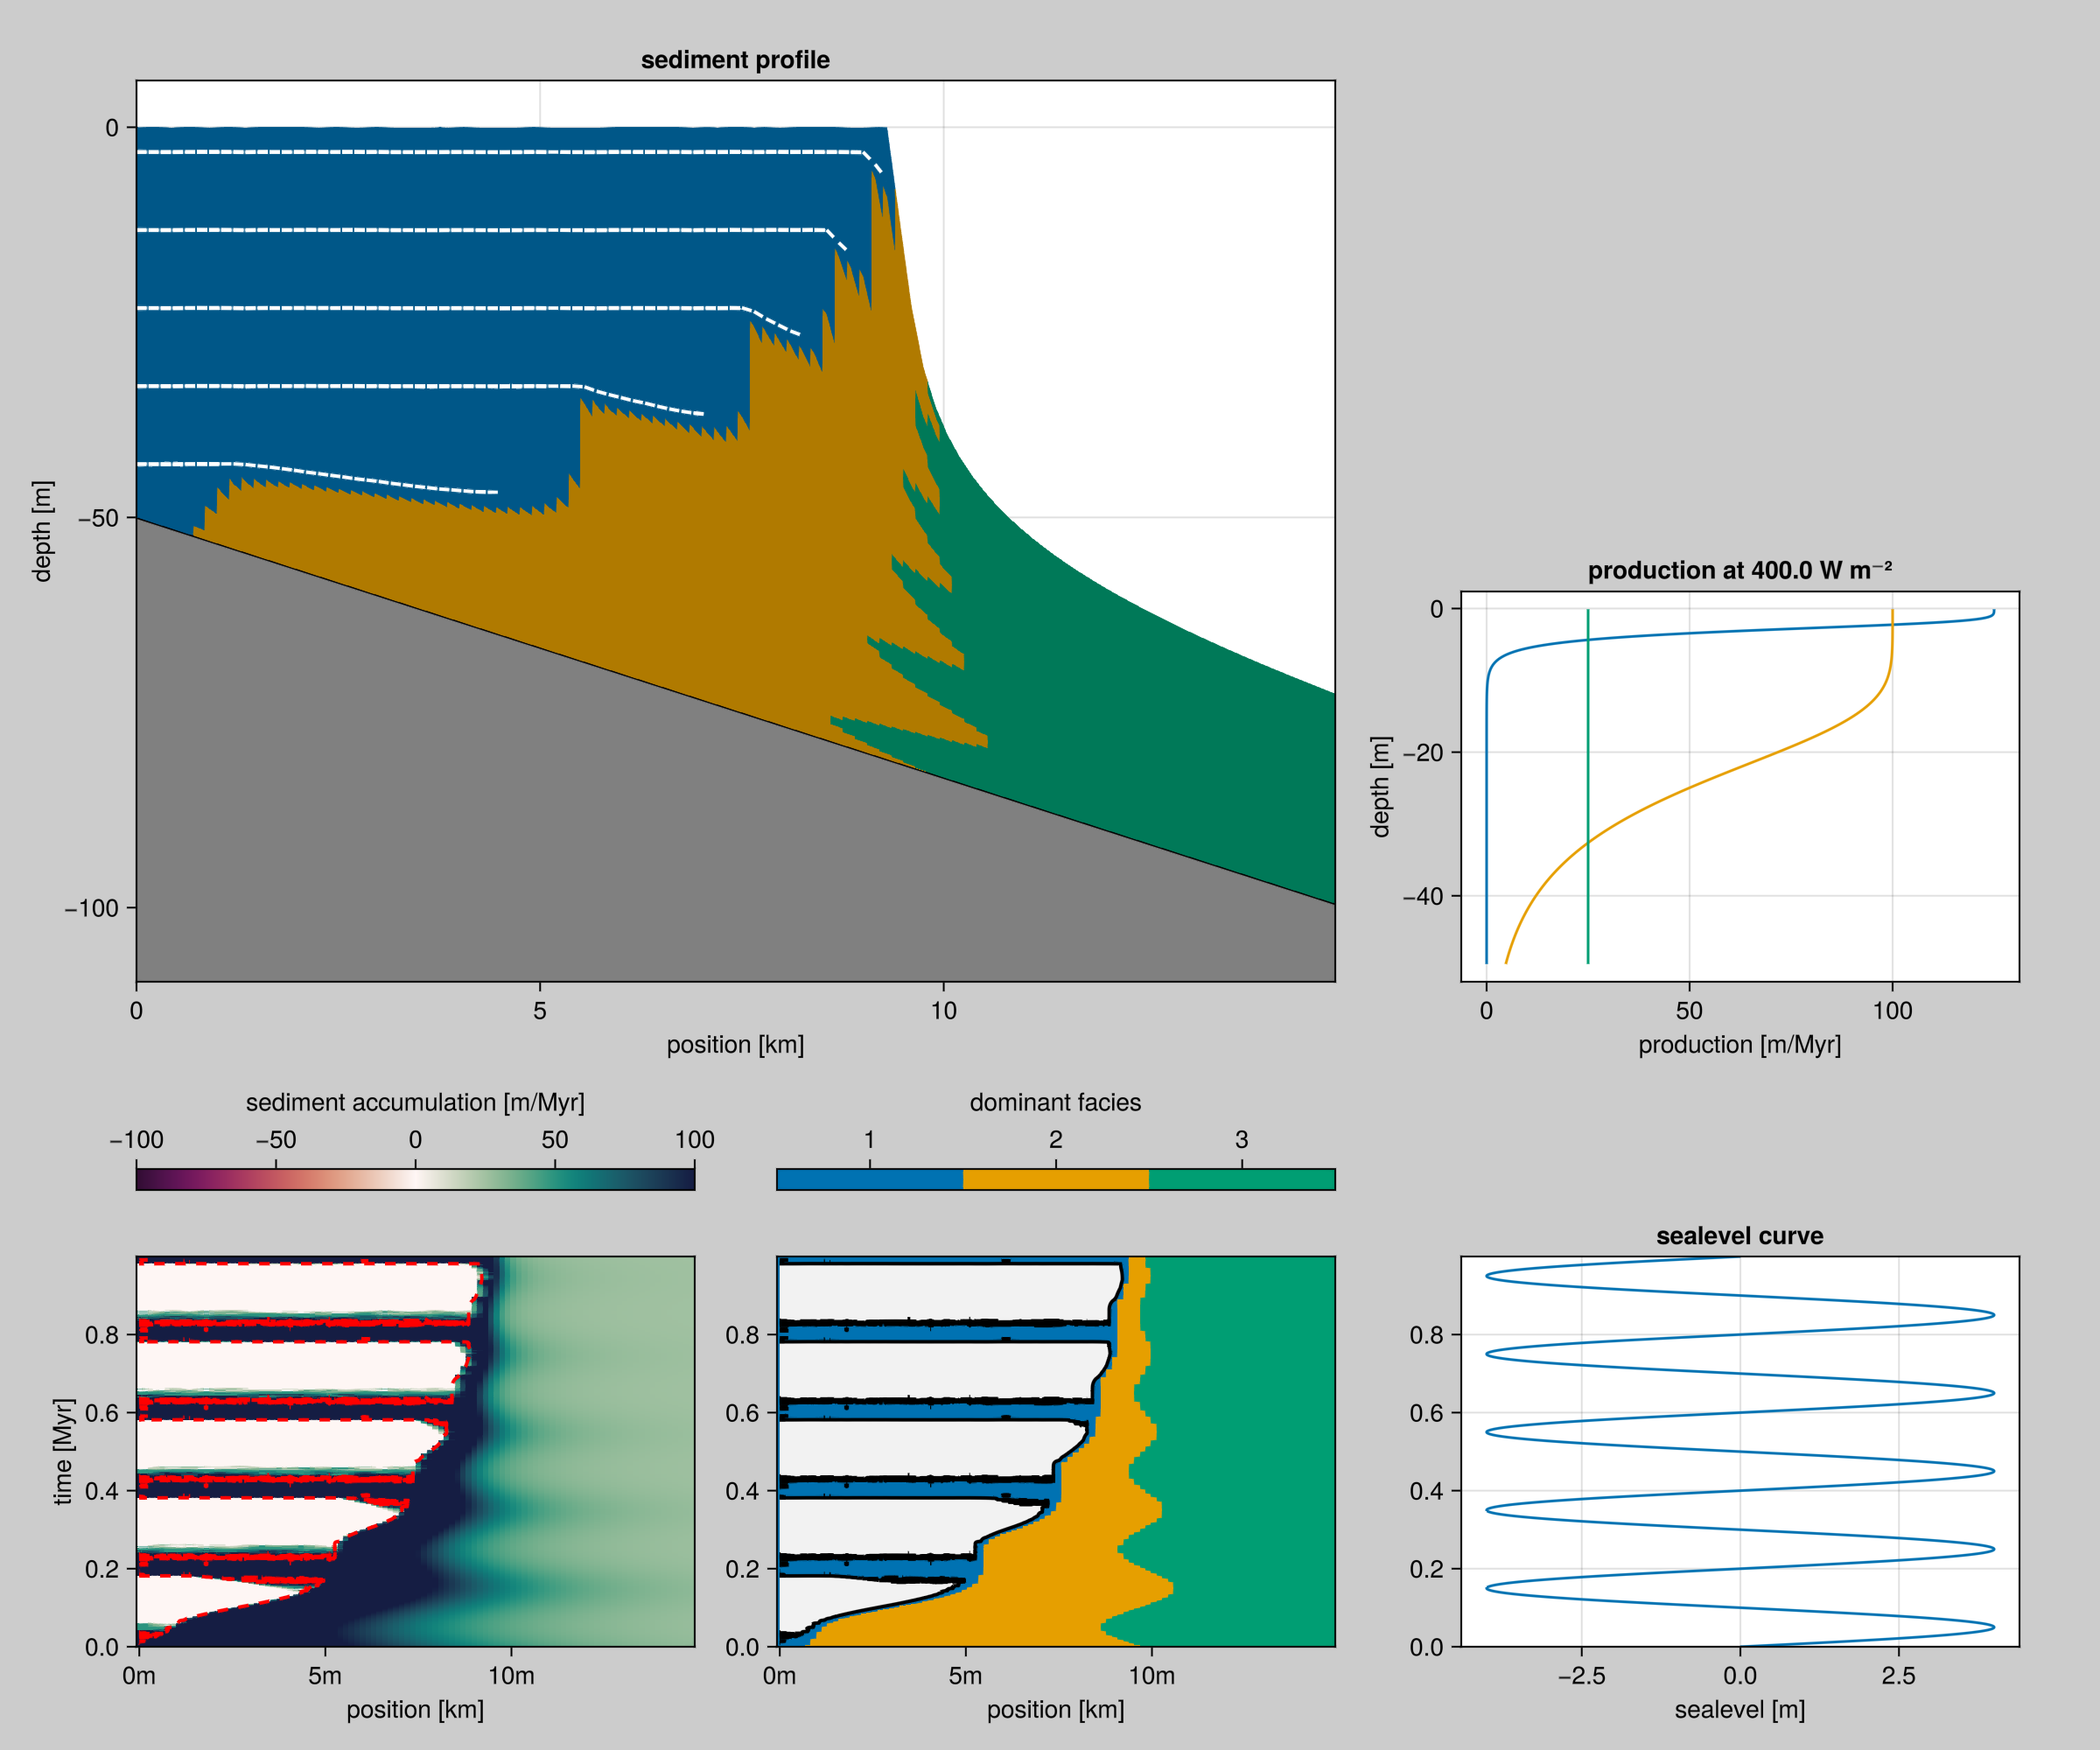 sediment profile
0
−50
−100
depth [m]
0
5
10
position [km]
production at 400.0 W m⁻²
0
−20
−40
depth [m]
0
50
100
production [m/Myr]
sediment accumulation [m/Myr]
−100
−50
0
50
100
dominant facies
1
2
3
0.8
0.6
0.4
0.2
0.0
time [Myr]
0m
5m
10m
position [km]
0.8
0.6
0.4
0.2
0.0
0m
5m
10m
position [km]
sealevel curve
0.8
0.6
0.4
0.2
0.0
−2.5
0.0
2.5
sealevel [m]